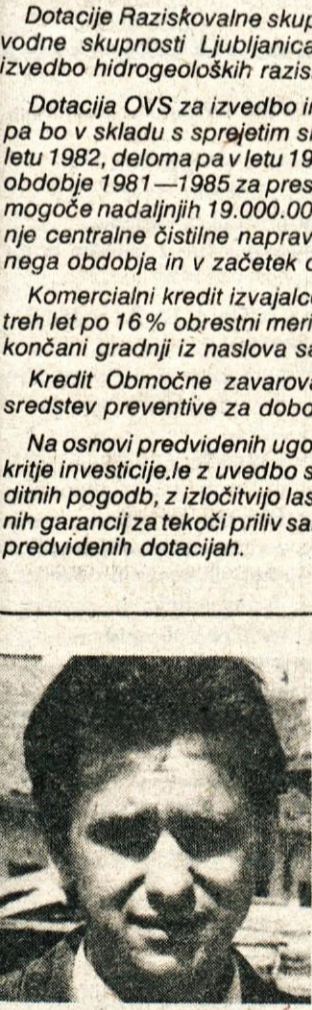 Dotacije Raziskovalne skup
vodne skupnosti Ljubljanica
izvedbo hidrogeoloških razis
Dotacija OVS za izvedbo in
pa bo v skladu s sprejetim s
letu 1982, deloma pa v letu 19
obdobje 1981—1985 za pres
mogoče nadaljnjih 19.000.00
nje centralne čistilne naprav
nega obdobja in v začetek
Komercialni kredit izvajalc
treh let po 16% obrestni meri
končani gradnji iz naslova sa
Kredit Območne zavarova
sredstev preventive za dobo
Na osnovi predvidenih ugo
kritje investicije.le z uvedbo s
ditnih pogodb, z izločitvijo las
nih garancij za tekoči priliv sa
predvidenih dotacijah.